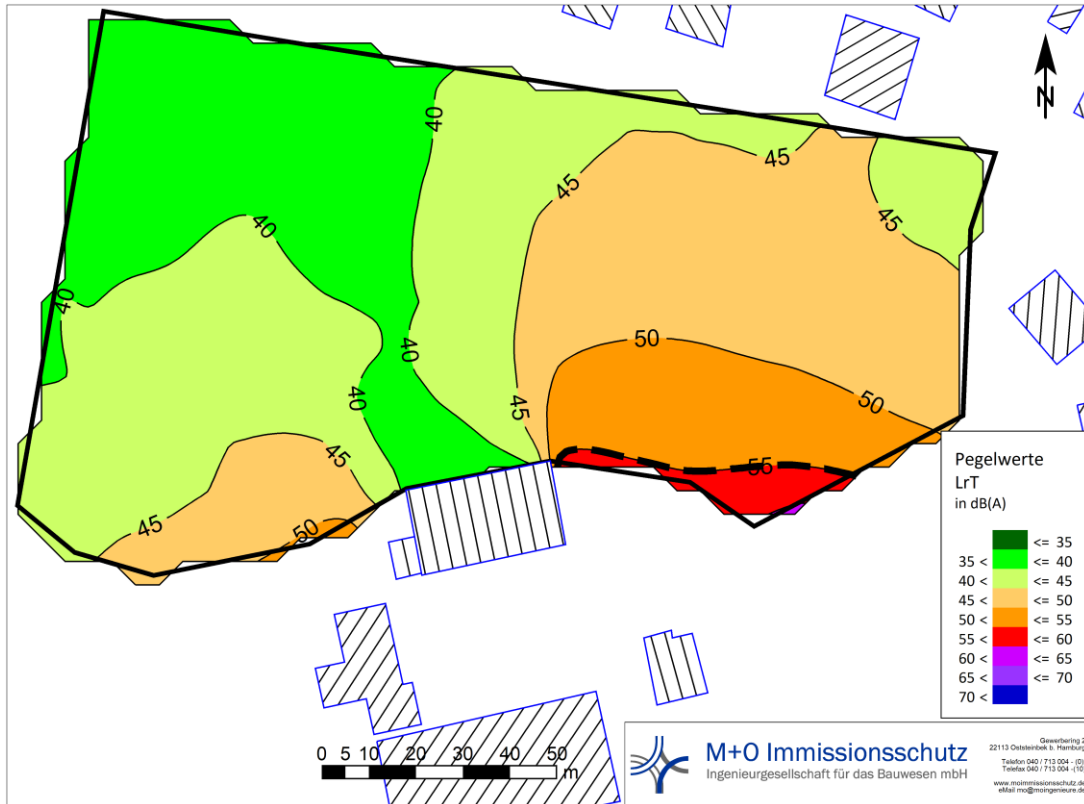 N
40
45
45
40
45
40
50
40
50
40
45
45
55
45
50
Pegelwerte
LrT
in dB(A)
<= 35
35 < <= 40
40 < <= 45
45 < <= 50
50 < <= 55
55 < <= 60
60 < <= 65
65 < <= 70
70 <
0 5 10 20 30 40 50
m
M+O Immissionsschutz
Ingenieurgesellschaft für das Bauwesen mbH
Gewerbering 2
22113 Oststeinbek b. Hamburg
Telefon 040 / 713 004 - (0)
Telefax 040 / 713 004 -(10)
www.moimmissionsschutz.de
eMail mo@moingenieure.de